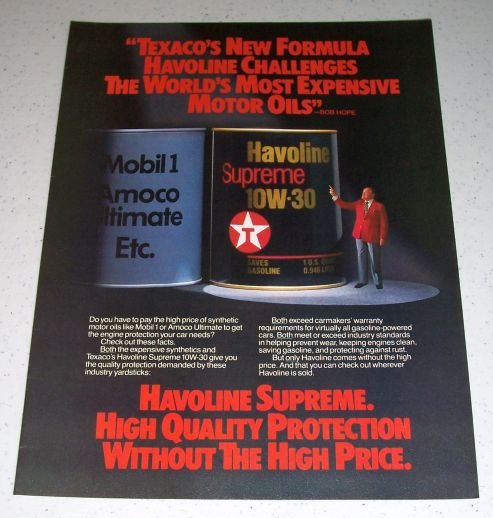 “TEXACO’S NEW FORMULA
HAVOLINE CHALLENGES
THE WORLD’S MOST EXPENSIVE
MOTOR OILS”
—BOB HOPE
Mobil 1
Amoco
ltimate
Etc.
Havoline
Supreme
10W-30
T
SAVES
GASOLINE
1 U.S. QUART
0.946 LITER
Do you have to pay the high price of synthetic
motor oils like Mobil 1 or Amoco Ultimate to get
the engine protection your car needs?
Check out these facts.
Both the expensive synthetics and
Texaco’s Havoline Supreme 10W-30 give you
the quality protection demanded by these
industry yardsticks:
Both exceed carmakers’ warranty
requirements for virtually all gasoline-powered
cars. Both meet or exceed industry standards
in helping prevent wear, keeping engines clean,
saving gasoline, and protecting against rust.
But only Havoline comes without the high
price. And that you can check out wherever
Havoline is sold.
HAVOLINE SUPREME.
HIGH QUALITY PROTECTION
WITHOUT THE HIGH PRICE.